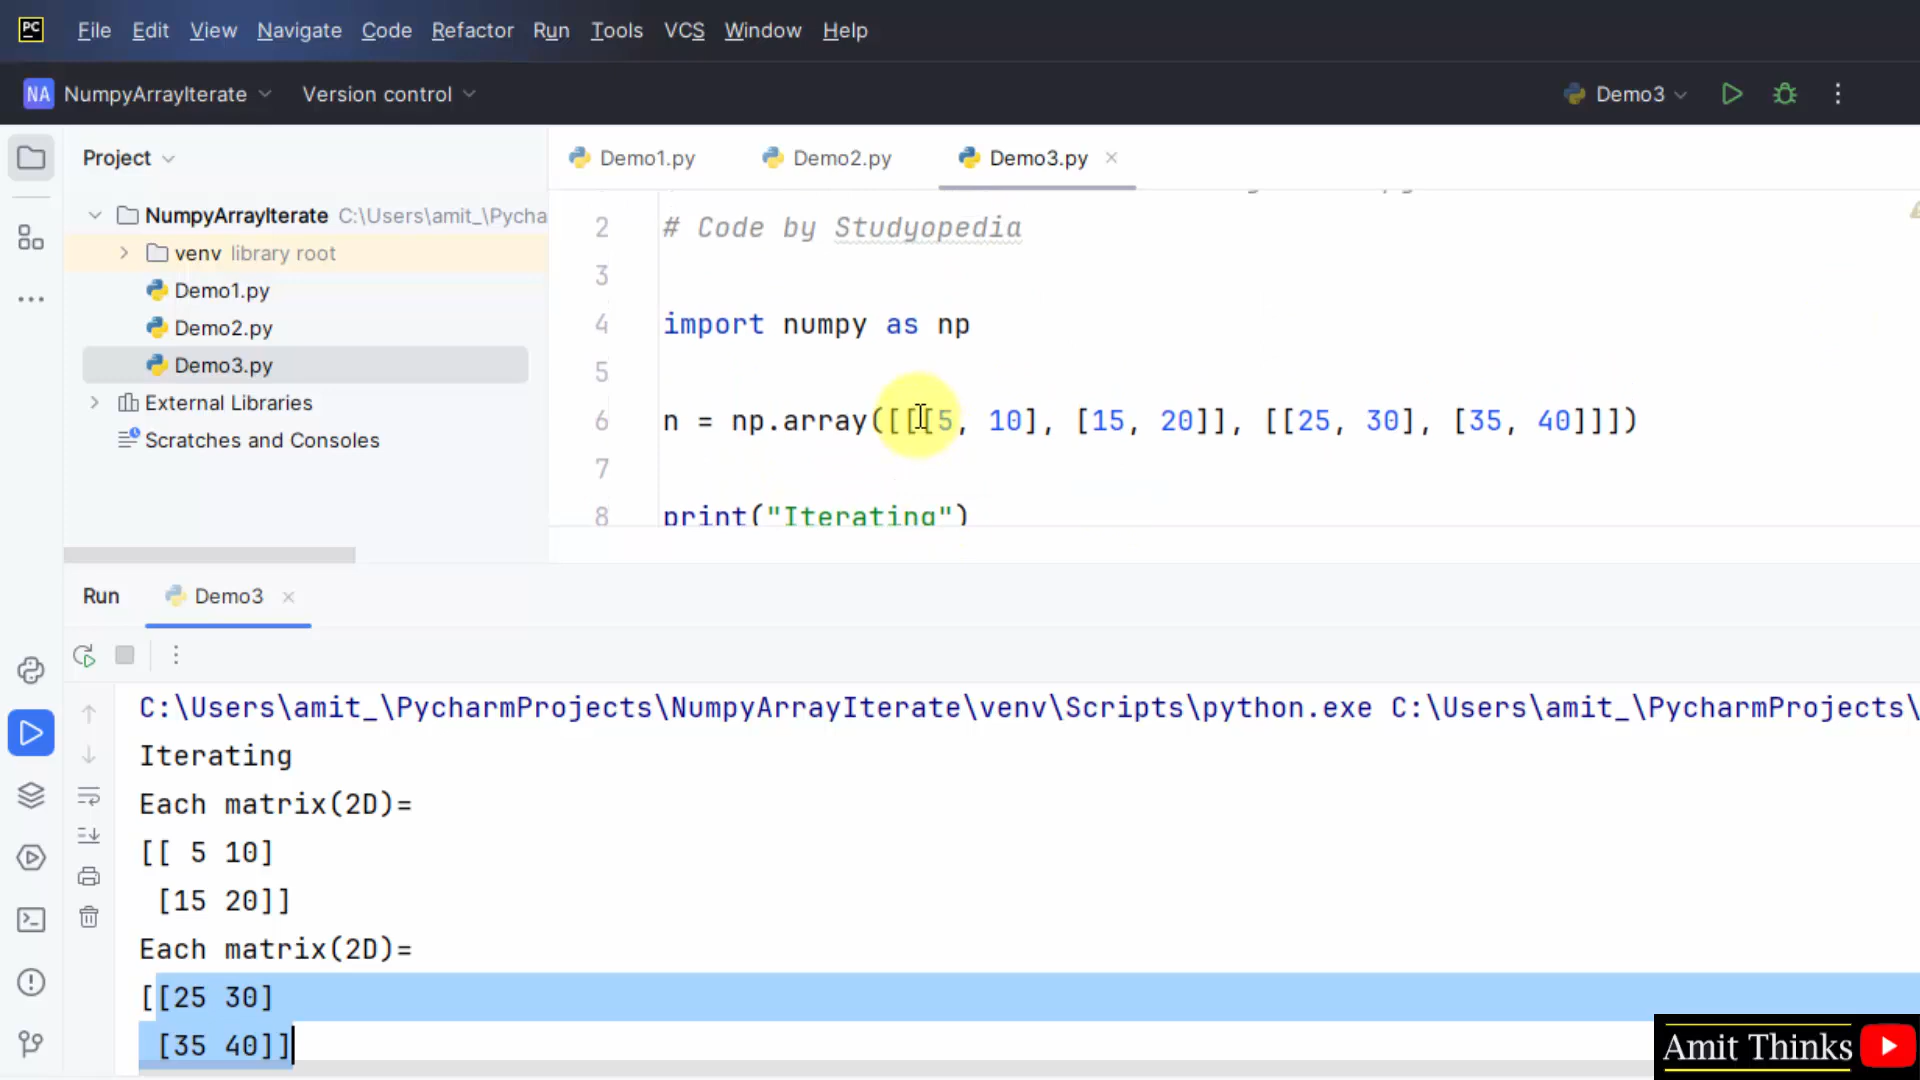 PC File Edit View Navigate Code Refactor Run Tools VCS Window Help
NA NumpyArrayIterate Version control Demo3
Project
Demo1.py Demo2.py Demo3.py
NumpyArrayIterate C:\Users\amit_\Pycha
venv library root
Demo1.py
Demo2.py
Demo3.py
External Libraries
Scratches and Consoles
2 # Code by Studyopedia
3
4 import numpy as np
5
6 n = np.array([[[5, 10], [15, 20]], [[25, 30], [35, 40]]])
7
8 print("Iterating")
Run Demo3
C:\Users\amit_\PycharmProjects\NumpyArrayIterate\venv\Scripts\python.exe C:\Users\amit_\PycharmProjects\
Iterating
Each matrix(2D)=
[[ 5 10]
 [15 20]]
Each matrix(2D)=
[[25 30]
 [35 40]]
Amit Thinks